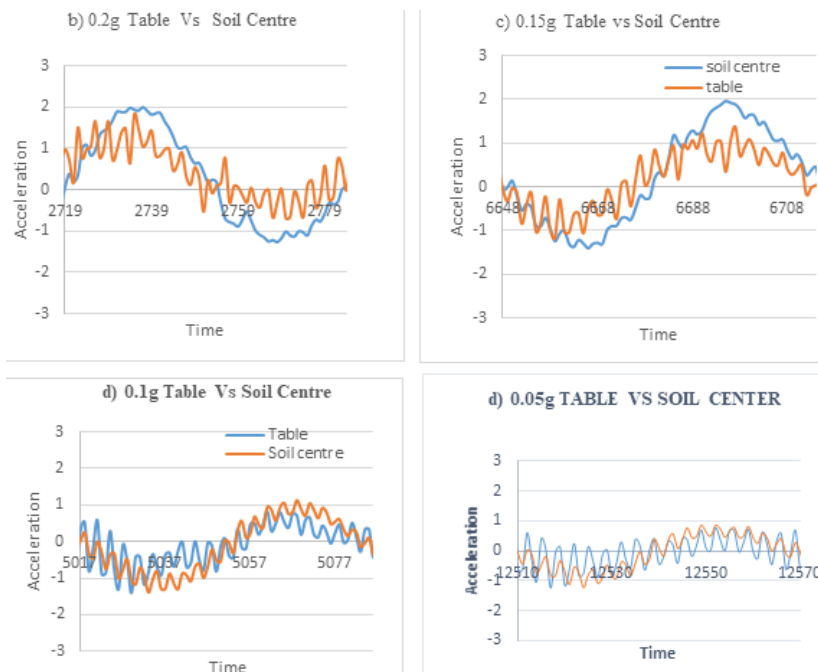 b) 0.2g Table Vs Soil Centre
3
2
1
0
-1
-2
-3
2719
2739
2759
2779
Acceleration
Time
c) 0.15g Table vs Soil Centre
soil centre
table
3
2
1
0
-1
-2
-3
6648
6668
6688
6708
Acceleration
Time
d) 0.1g Table Vs Soil Centre
Table
Soil centre
3
2
1
0
-1
-2
-3
5017
5037
5057
5077
Acceleration
Time
d) 0.05g TABLE VS SOIL CENTER
3
2
1
0
-1
-2
-3
12510
12530
12550
12570
Acceleration
Time